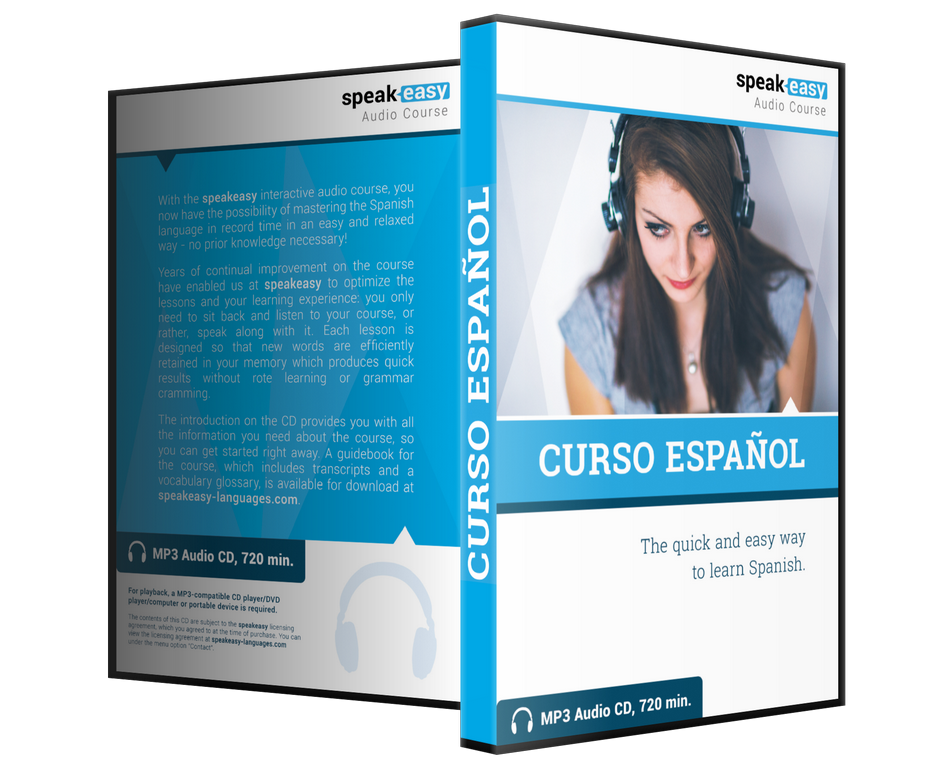 speak-easy
Audio Course
With the speakeasy interactive audio course, you
now have the possibility of mastering the Spanish
language in record time in an easy and relaxed
way - no prior knowledge necessary!
Years of continual improvement on the course
have enabled us at speakeasy to optimize the
lessons and your learning experience: you only
need to sit back and listen to your course, or
rather, speak along with it. Each lesson is
designed so that new words are efficiently
retained in your memory which produces quick
results without rote learning or grammar
cramming.
The introduction on the CD provides you with all
the information you need about the course, so
you can get started right away. A guidebook for
the course, which includes transcripts and a
vocabulary glossary, is available for download at
speakeasy-languages.com.
MP3 Audio CD, 720 min.
For playback, a MP3-compatible CD player/DVD
player/computer or portable device is required.
The contents of this CD are subject to the speakeasy licensing
agreement, which you agreed to at the time of purchase. You can
view the licensing agreement at speakeasy-languages.com
under the menu option "Contact".
CURSO ESPAÑOL
speak-easy
Audio Course
CURSO ESPAÑOL
The quick and easy way
to learn Spanish.
MP3 Audio CD, 720 min.